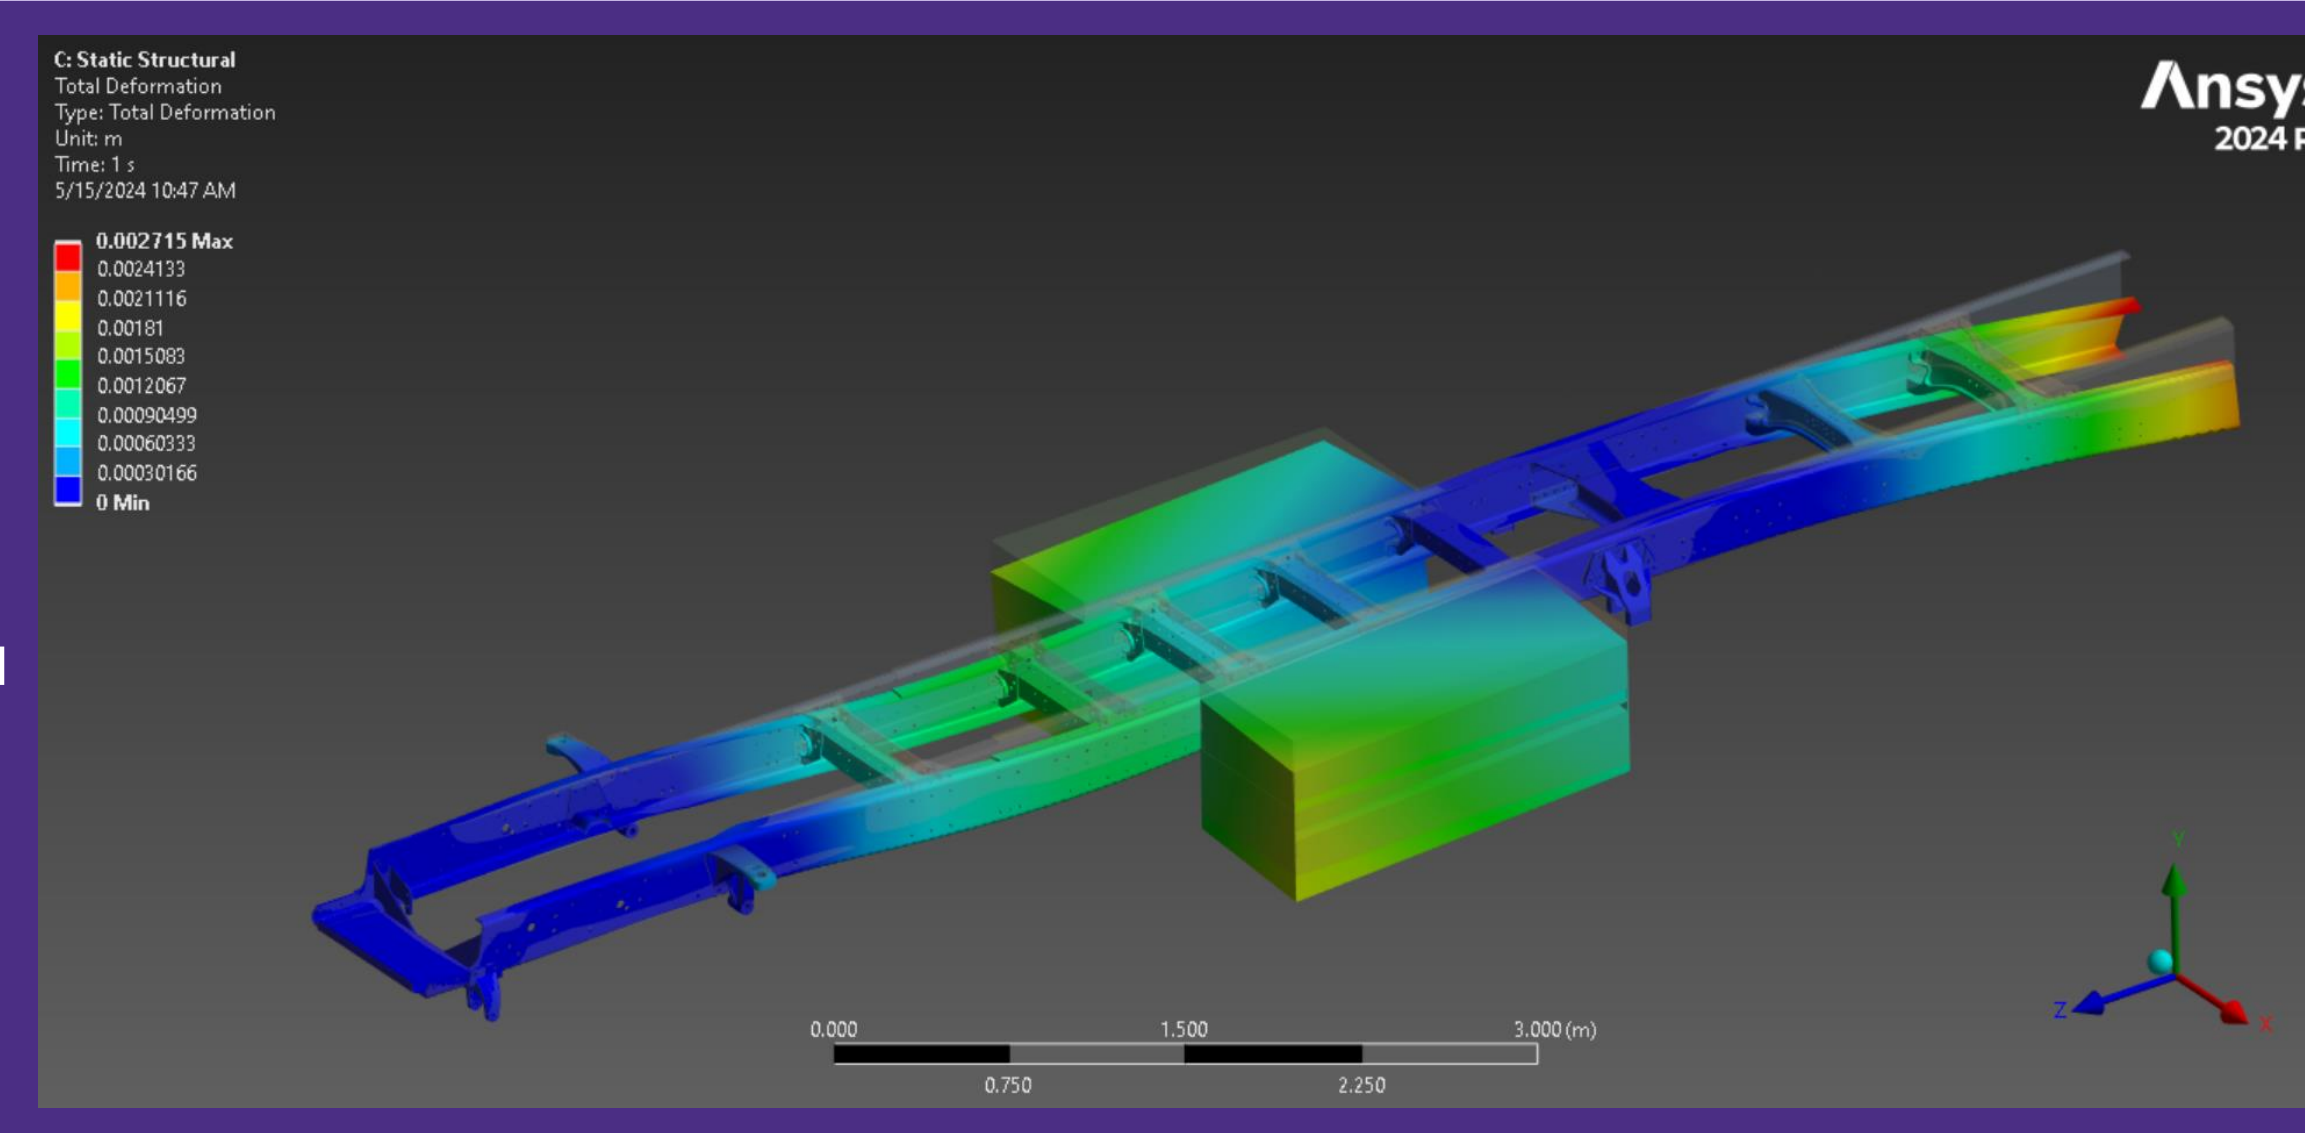 C: Static Structural
Total Deformation
Type: Total Deformation
Unit: m
Time: 1 s
5/15/2024 10:47 AM
Ansys
2024
0.002715 Max
0.0024133
0.0021116
0.00181
0.0015083
0.0012067
0.00090499
0.00060333
0.00030166
0 Min
Y
Z
X
0.000 1.500 3.000 (m)
0.750 2.250